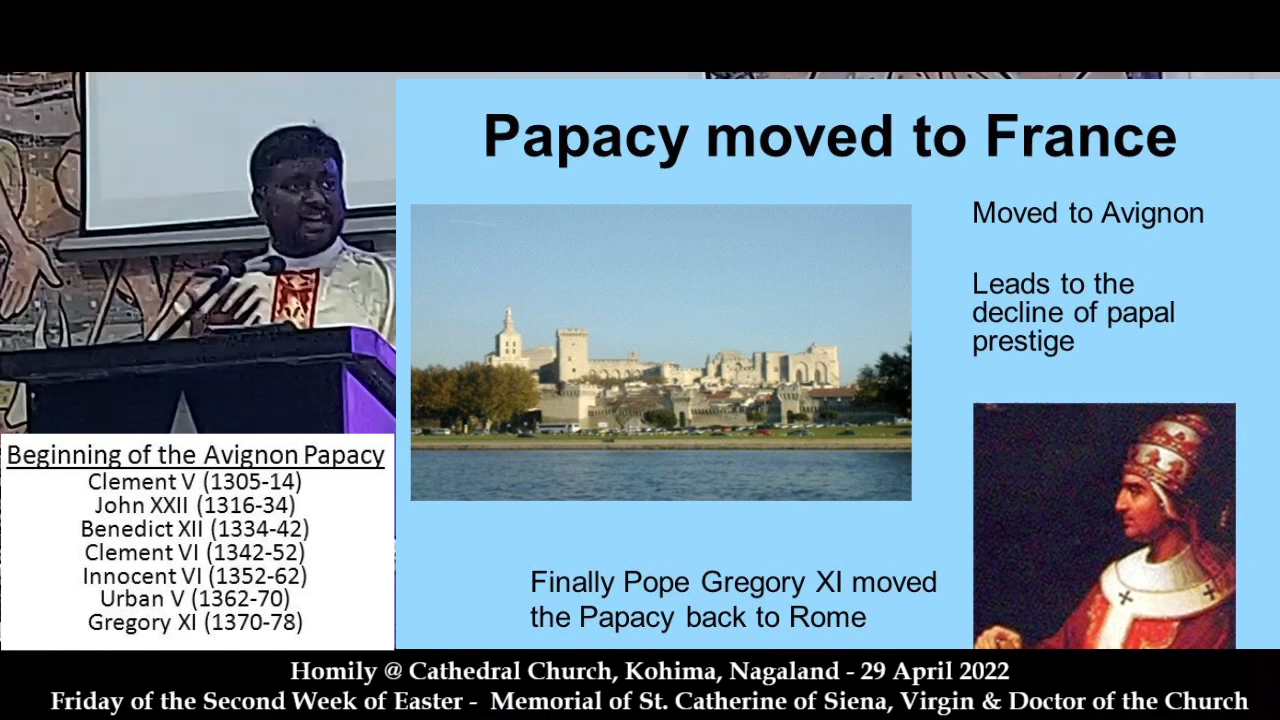 Papacy moved to France
Moved to Avignon
Leads to the
decline of papal
prestige
Finally Pope Gregory XI moved
the Papacy back to Rome
Beginning of the Avignon Papacy
Clement V (1305-14)
John XXII (1316-34)
Benedict XII (1334-42)
Clement VI (1342-52)
Innocent VI (1352-62)
Urban V (1362-70)
Gregory XI (1370-78)
Homily @ Cathedral Church, Kohima, Nagaland - 29 April 2022
Friday of the Second Week of Easter - Memorial of St. Catherine of Siena, Virgin & Doctor of the Church